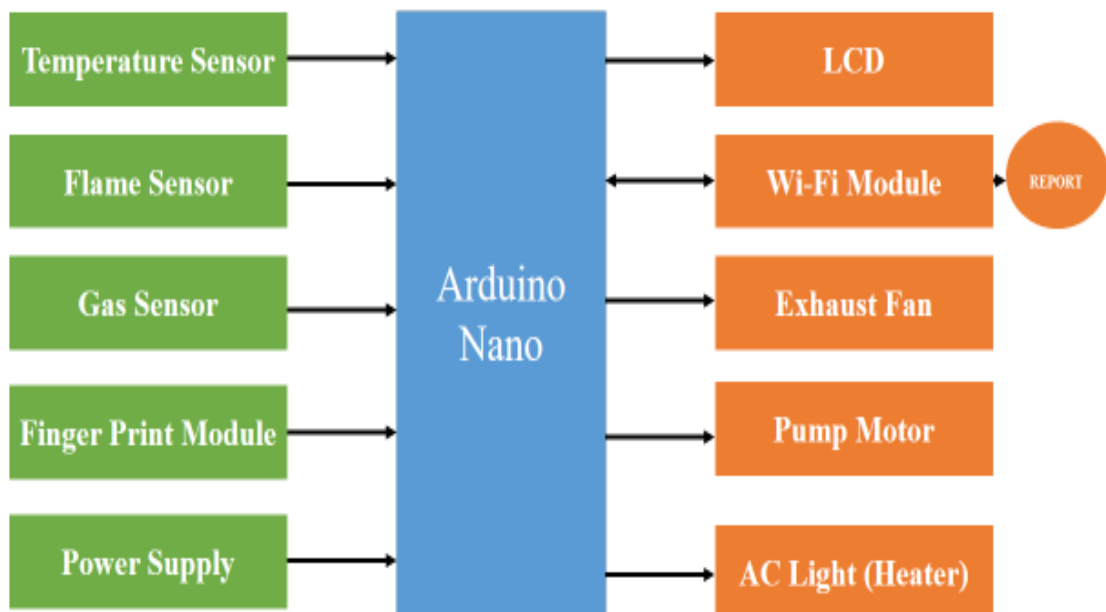 Temperature Sensor
LCD
Flame Sensor
Wi-Fi Module
REPORT
Gas Sensor
Arduino
Nano
Exhaust Fan
Finger Print Module
Pump Motor
Power Supply
AC Light (Heater)